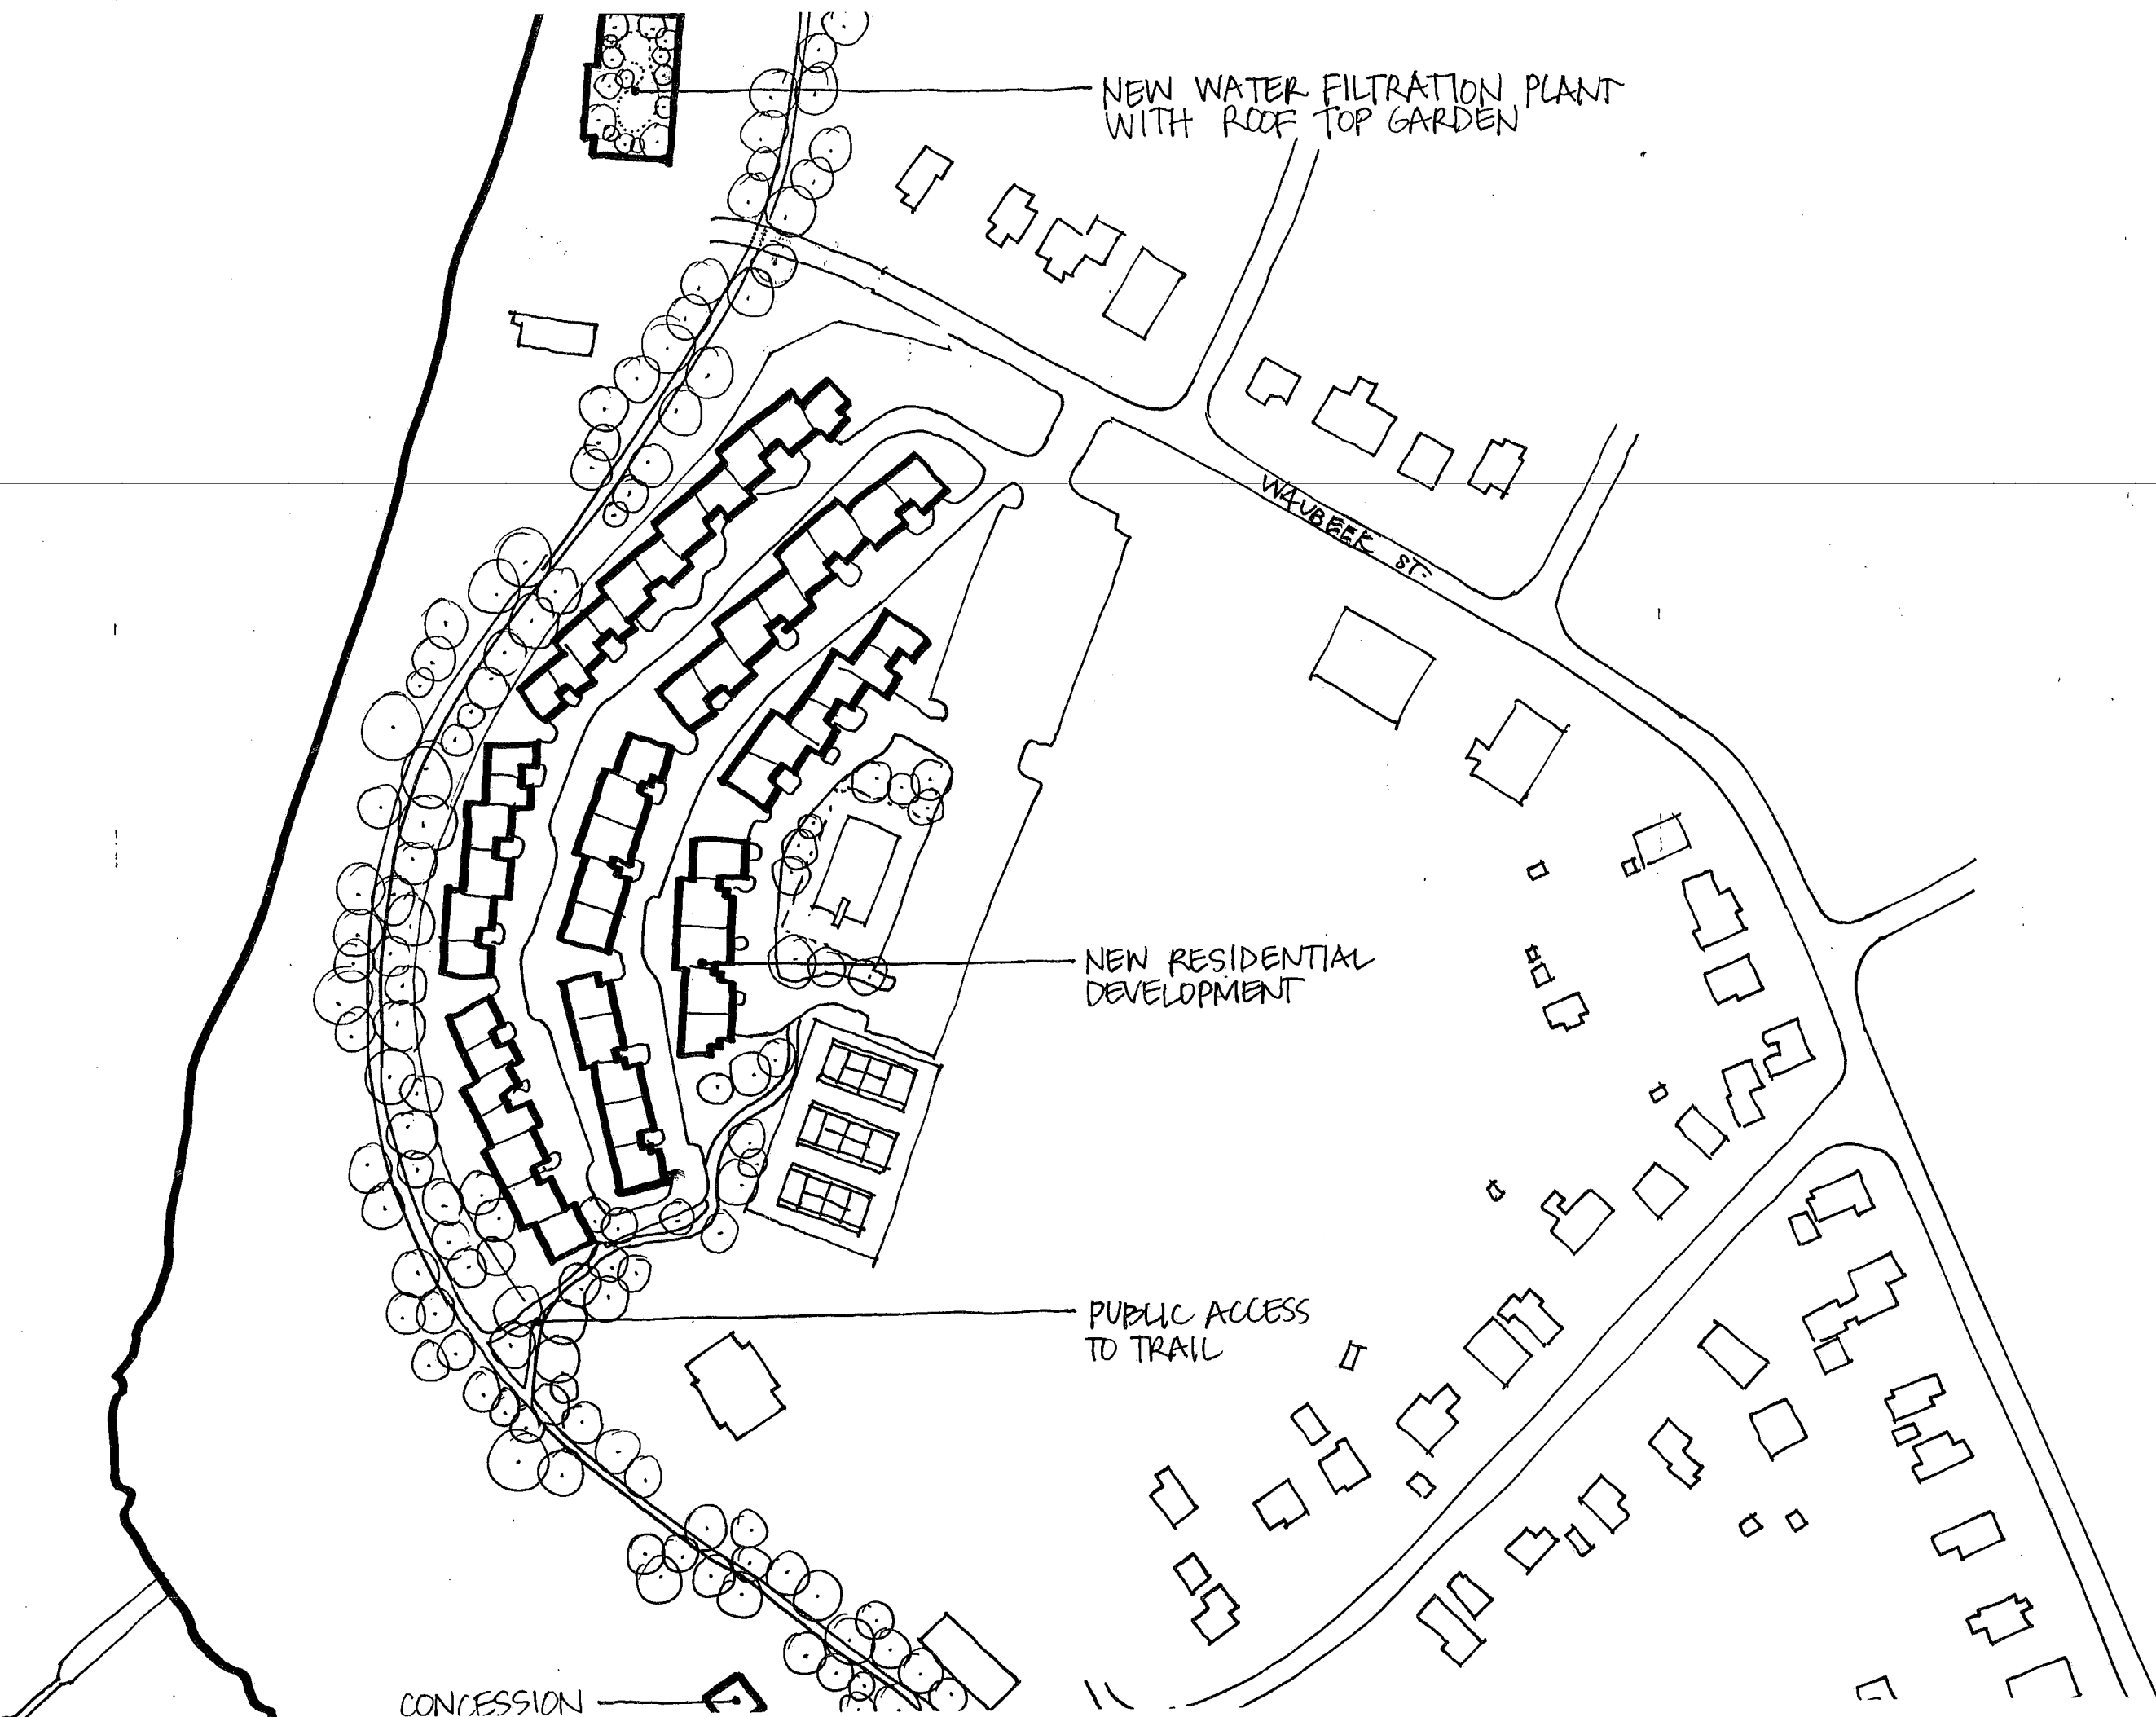 NEW WATER FILTRATION PLANT
WITH ROOF TOP GARDEN
WAUBEEK ST.
NEW RESIDENTIAL
DEVELOPMENT
PUBLIC ACCESS
TO TRAIL
CONCESSION